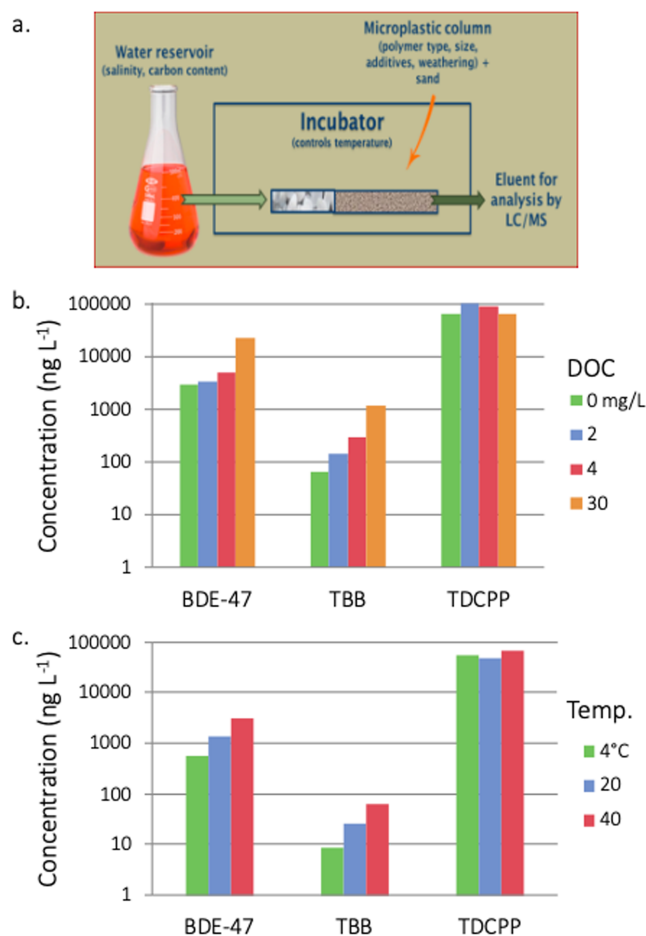 a.
Water reservoir
(salinity, carbon content)
Microplastic column
(polymer type, size,
additives, weathering) +
sand
Incubator
(controls temperature)
Eluent for
analysis by
LC/MS
b.
Concentration (ng L⁻¹)
100000
10000
1000
100
10
1
BDE-47 TBB TDCPP
DOC
0 mg/L
2
4
30
c.
Concentration (ng L⁻¹)
100000
10000
1000
100
10
1
BDE-47 TBB TDCPP
Temp.
4°C
20
40